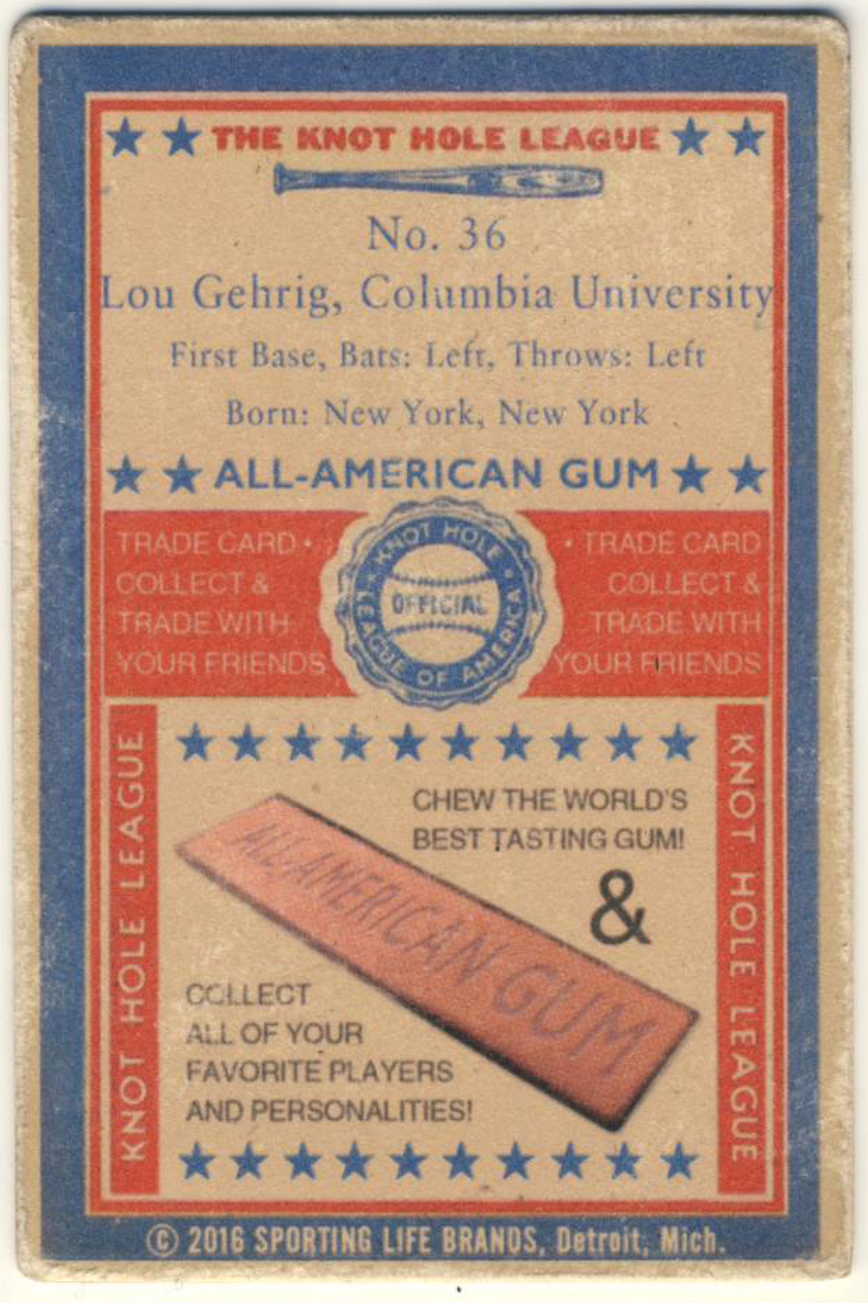 THE KNOT HOLE LEAGUE
No. 36
Lou Gehrig, Columbia University
First Base, Bats: Left, Throws: Left
Born: New York, New York
ALL-AMERICAN GUM
TRADE CARD •
COLLECT &
TRADE WITH
YOUR FRIENDS
KNOT HOLE
OFFICIAL
LEAGUE OF AMERICA
• TRADE CARD
COLLECT &
TRADE WITH
YOUR FRIENDS
KNOT HOLE LEAGUE
CHEW THE WORLD'S
BEST TASTING GUM!
&
ALL-AMERICAN GUM
COLLECT
ALL OF YOUR
FAVORITE PLAYERS
AND PERSONALITIES!
KNOT HOLE LEAGUE
© 2016 SPORTING LIFE BRANDS, Detroit, Mich.